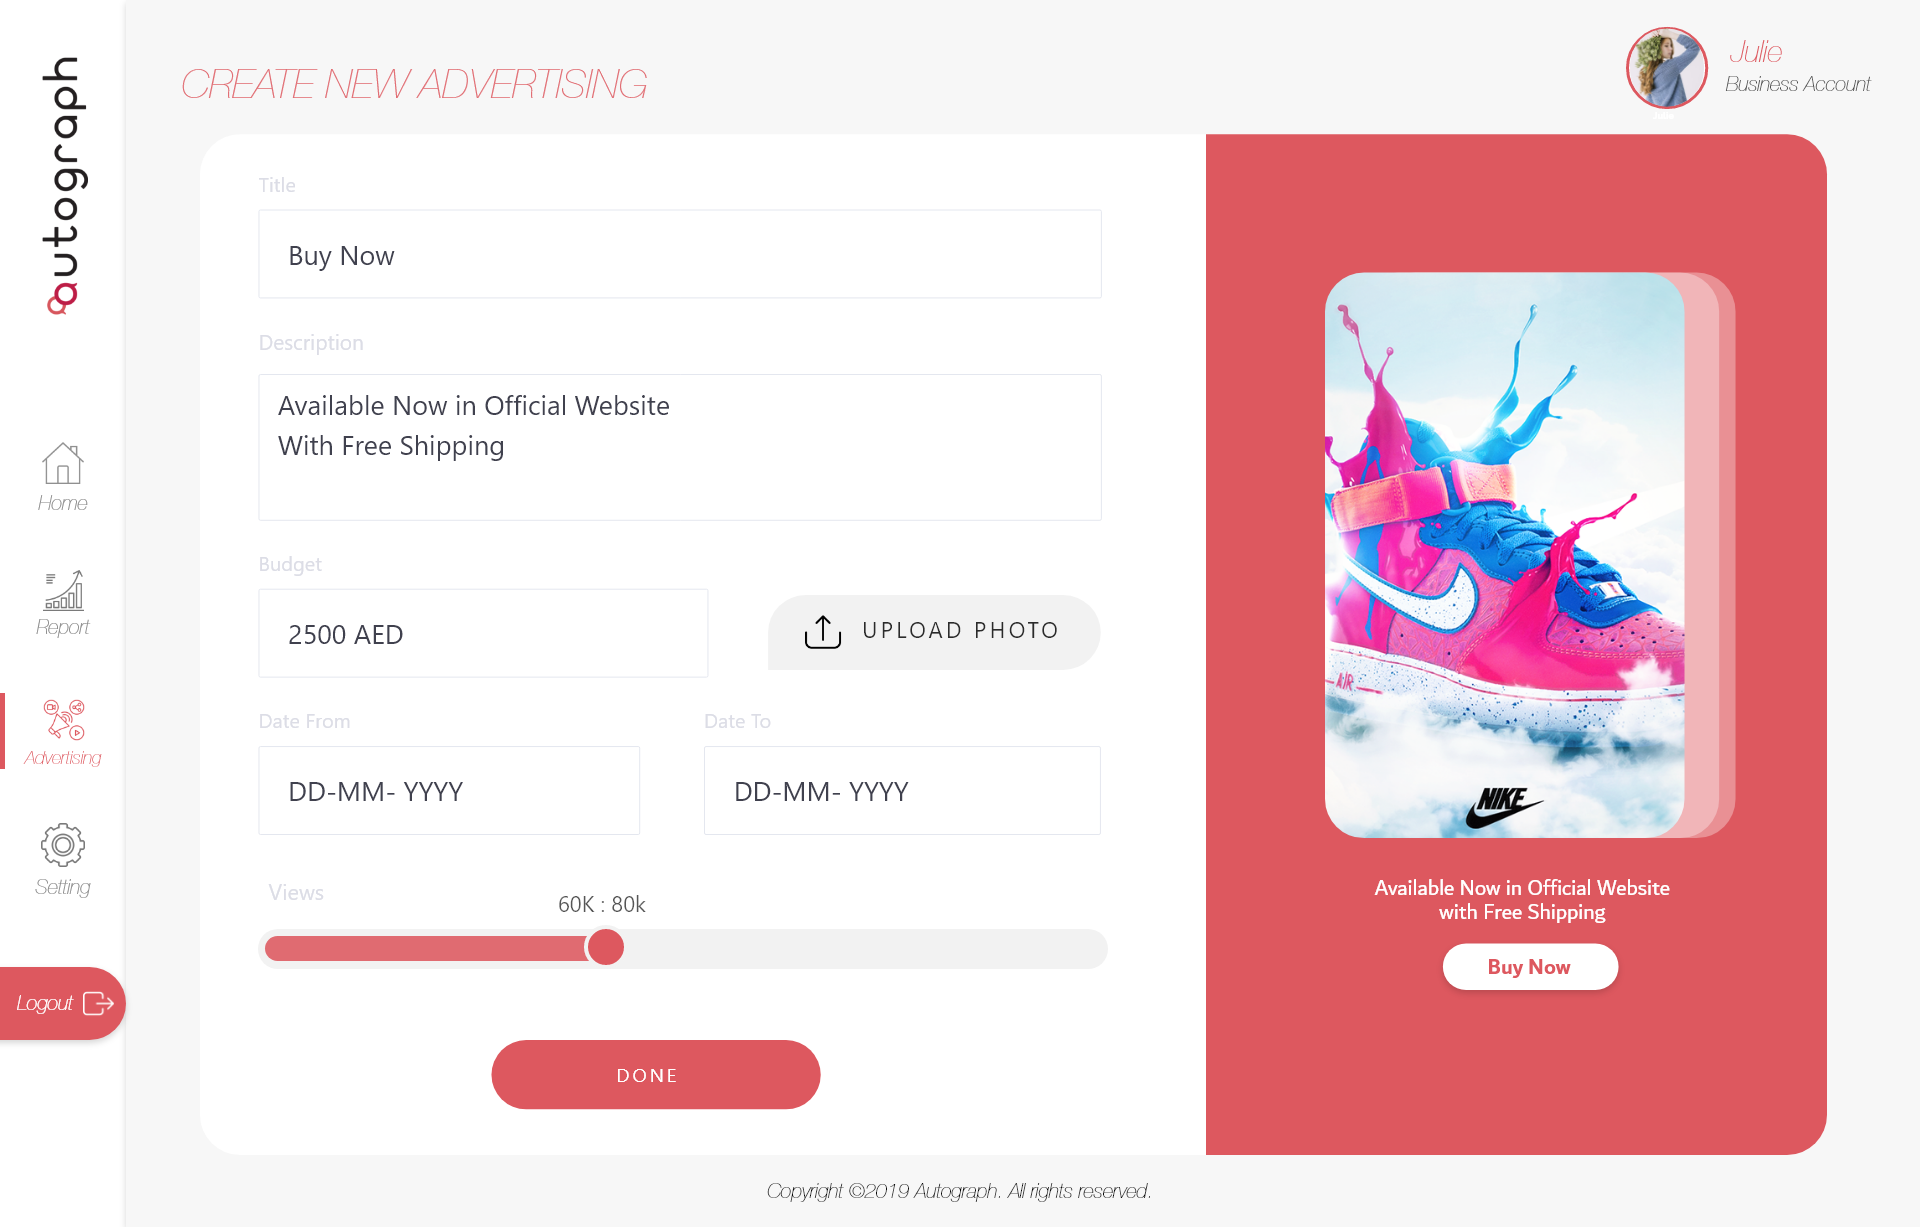 autograph
CREATE NEW ADVERTISING
Julie
Business Account
Home
Report
Advertising
Setting
Logout
Title
Buy Now
Description
Available Now in Official Website
With Free Shipping
Budget
2500 AED
UPLOAD PHOTO
Date From
Date To
DD-MM- YYYY
DD-MM- YYYY
Views
60K : 80k
DONE
AIR
NIKE
Available Now in Official Website
with Free Shipping
Buy Now
Copyright ©2019 Autograph. All rights reserved.